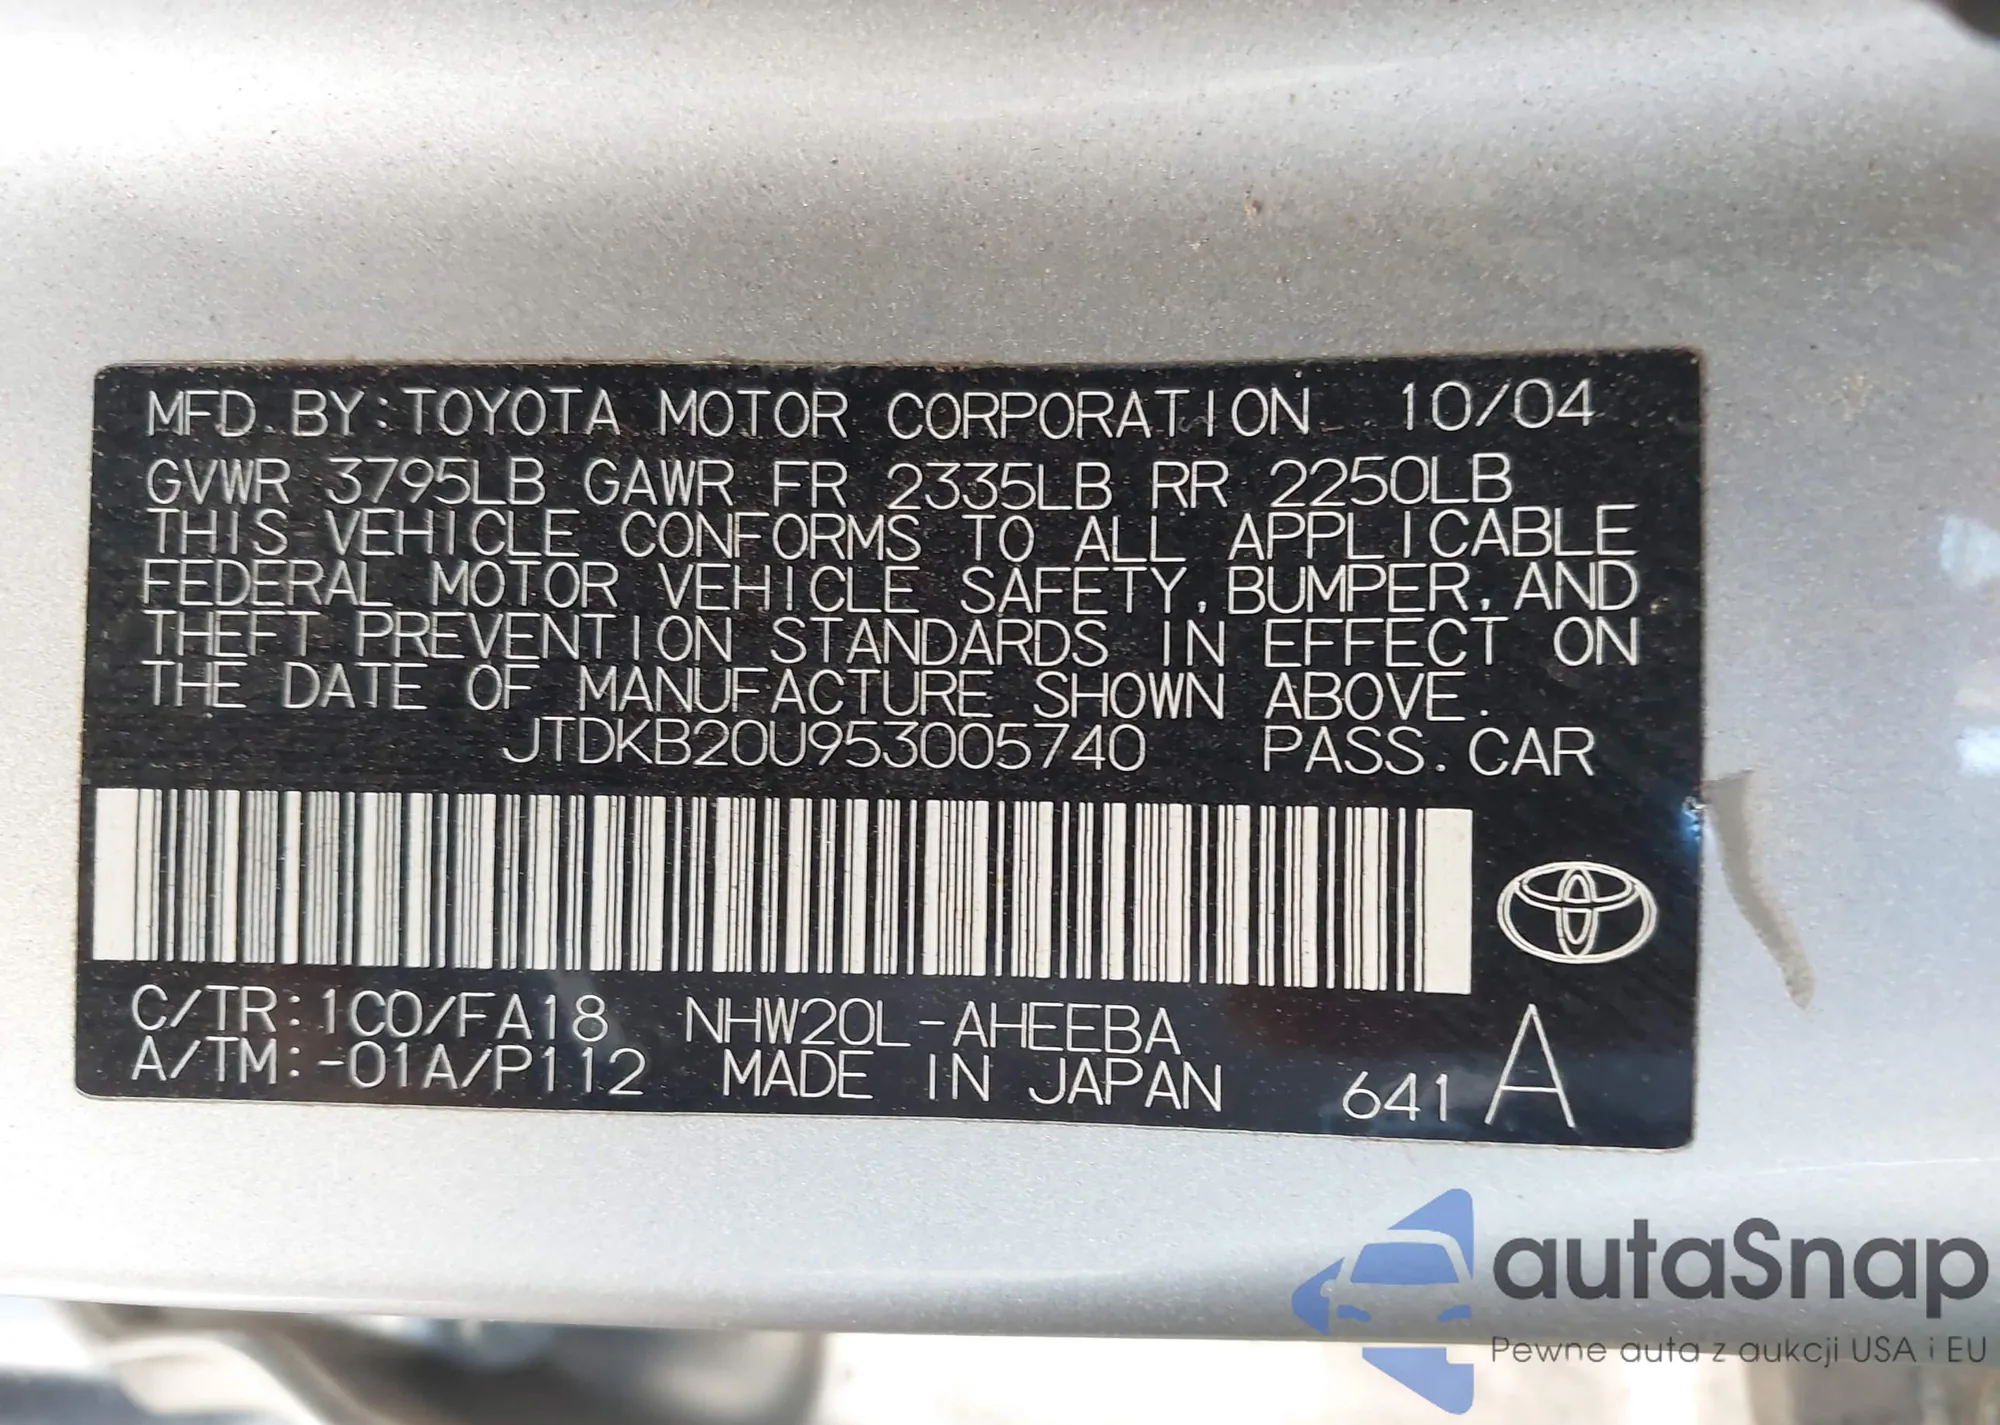 MFD. BY:TOYOTA MOTOR CORPORATION 10/04
GVWR 3795LB GAWR FR 2335LB RR 2250LB
THIS VEHICLE CONFORMS TO ALL APPLICABLE
FEDERAL MOTOR VEHICLE SAFETY, BUMPER, AND
THEFT PREVENTION STANDARDS IN EFFECT ON
THE DATE OF MANUFACTURE SHOWN ABOVE.
JTDKB20U953005740 PASS. CAR
C/TR:1C0/FA18 NHW20L-AHEEBA
A/TM:-01A/P112 MADE IN JAPAN 641 A
autaSnap
Pewne auta z aukcji USA i EU